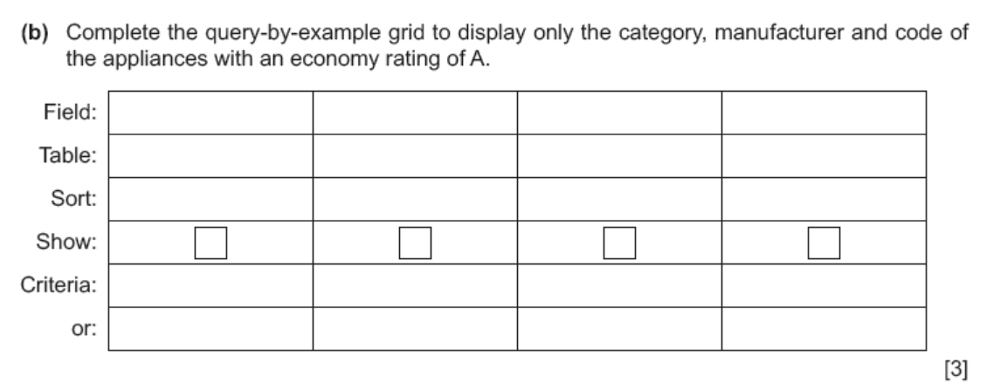 (b) Complete the query-by-example grid to display only the category, manufacturer and code of
the appliances with an economy rating of A.
Field:
Table:
Sort:
Show:
Criteria:
or:
[3]